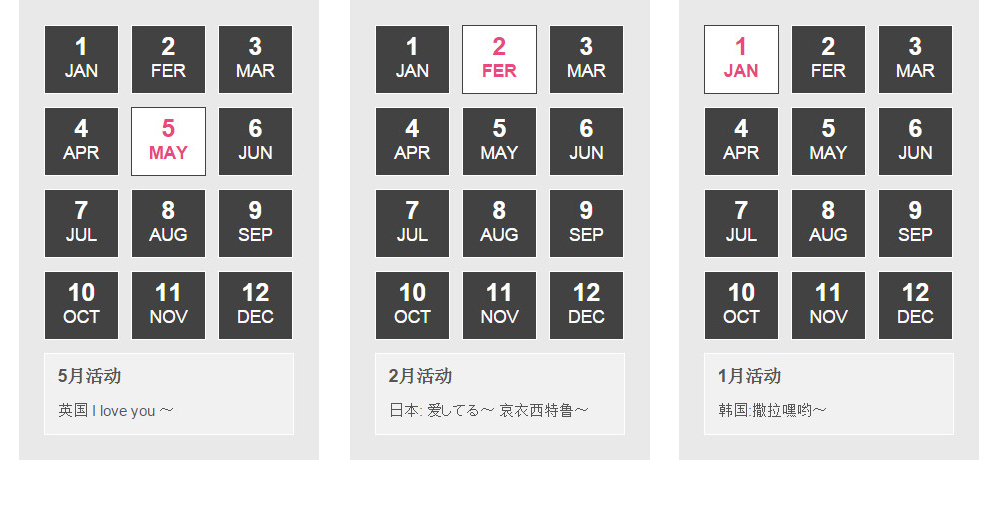 1
JAN
2
FER
3
MAR
4
APR
5
MAY
6
JUN
7
JUL
8
AUG
9
SEP
10
OCT
11
NOV
12
DEC
5月活动
英国 I love you ～
1
JAN
2
FER
3
MAR
4
APR
5
MAY
6
JUN
7
JUL
8
AUG
9
SEP
10
OCT
11
NOV
12
DEC
2月活动
日本: 爱してる～ 哀衣西特鲁～
1
JAN
2
FER
3
MAR
4
APR
5
MAY
6
JUN
7
JUL
8
AUG
9
SEP
10
OCT
11
NOV
12
DEC
1月活动
韩国:撒拉嘿哟～